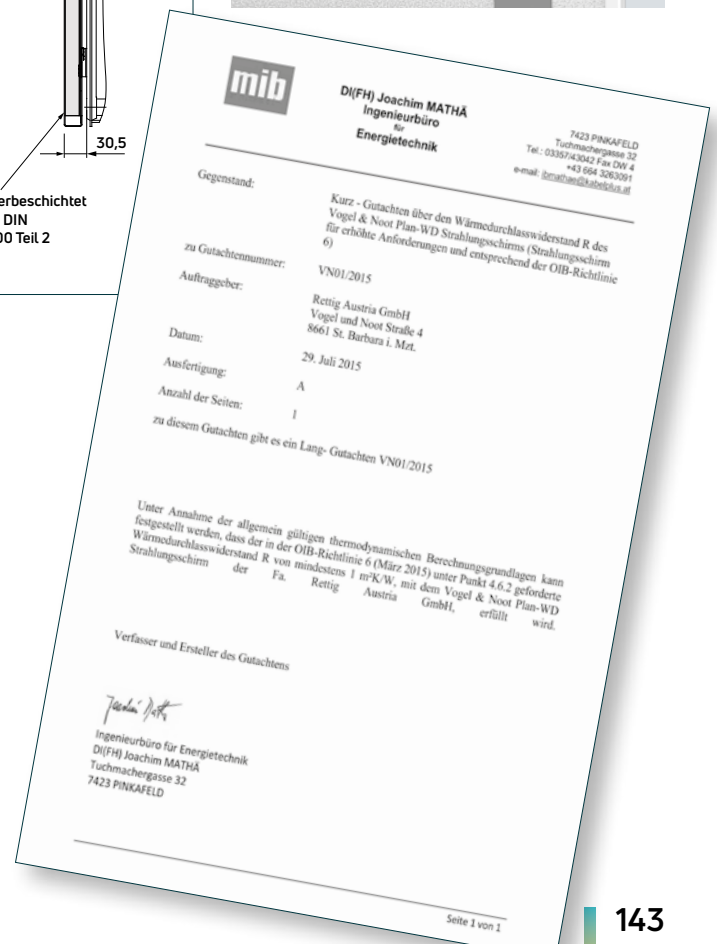 30,5
erbeschichtet
DIN
00 Teil 2
mib
DI(FH) Joachim MATHÄ
Ingenieurbüro
für
Energietechnik
7423 PINKAFELD
Tuchmachergasse 32
Tel.: 03357/43042 Fax DW 4
+43 664 3263091
e-mail: ibmathae@kabelplus.at
Gegenstand:
Kurz - Gutachten über den Wärmedurchlasswiderstand R des
Vogel & Noot Plan-WD Strahlungsschirms (Strahlungsschirm
für erhöhte Anforderungen und entsprechend der OIB-Richtlinie
6)
zu Gutachtennummer: VN01/2015
Auftraggeber:
Rettig Austria GmbH
Vogel und Noot Straße 4
8661 St. Barbara i. Mzt.
Datum: 29. Juli 2015
Ausfertigung: A
Anzahl der Seiten: 1
zu diesem Gutachten gibt es ein Lang- Gutachten VN01/2015
Unter Annahme der allgemein gültigen thermodynamischen Berechnungsgrundlagen kann
festgestellt werden, dass der in der OIB-Richtlinie 6 (März 2015) unter Punkt 4.6.2 geforderte
Wärmedurchlasswiderstand R von mindestens 1 m²K/W, mit dem Vogel & Noot Plan-WD
Strahlungsschirm der Fa. Rettig Austria GmbH, erfüllt wird.
Verfasser und Ersteller des Gutachtens
Ingenieurbüro für Energietechnik
DI(FH) Joachim MATHÄ
Tuchmachergasse 32
7423 PINKAFELD
Seite 1 von 1
143